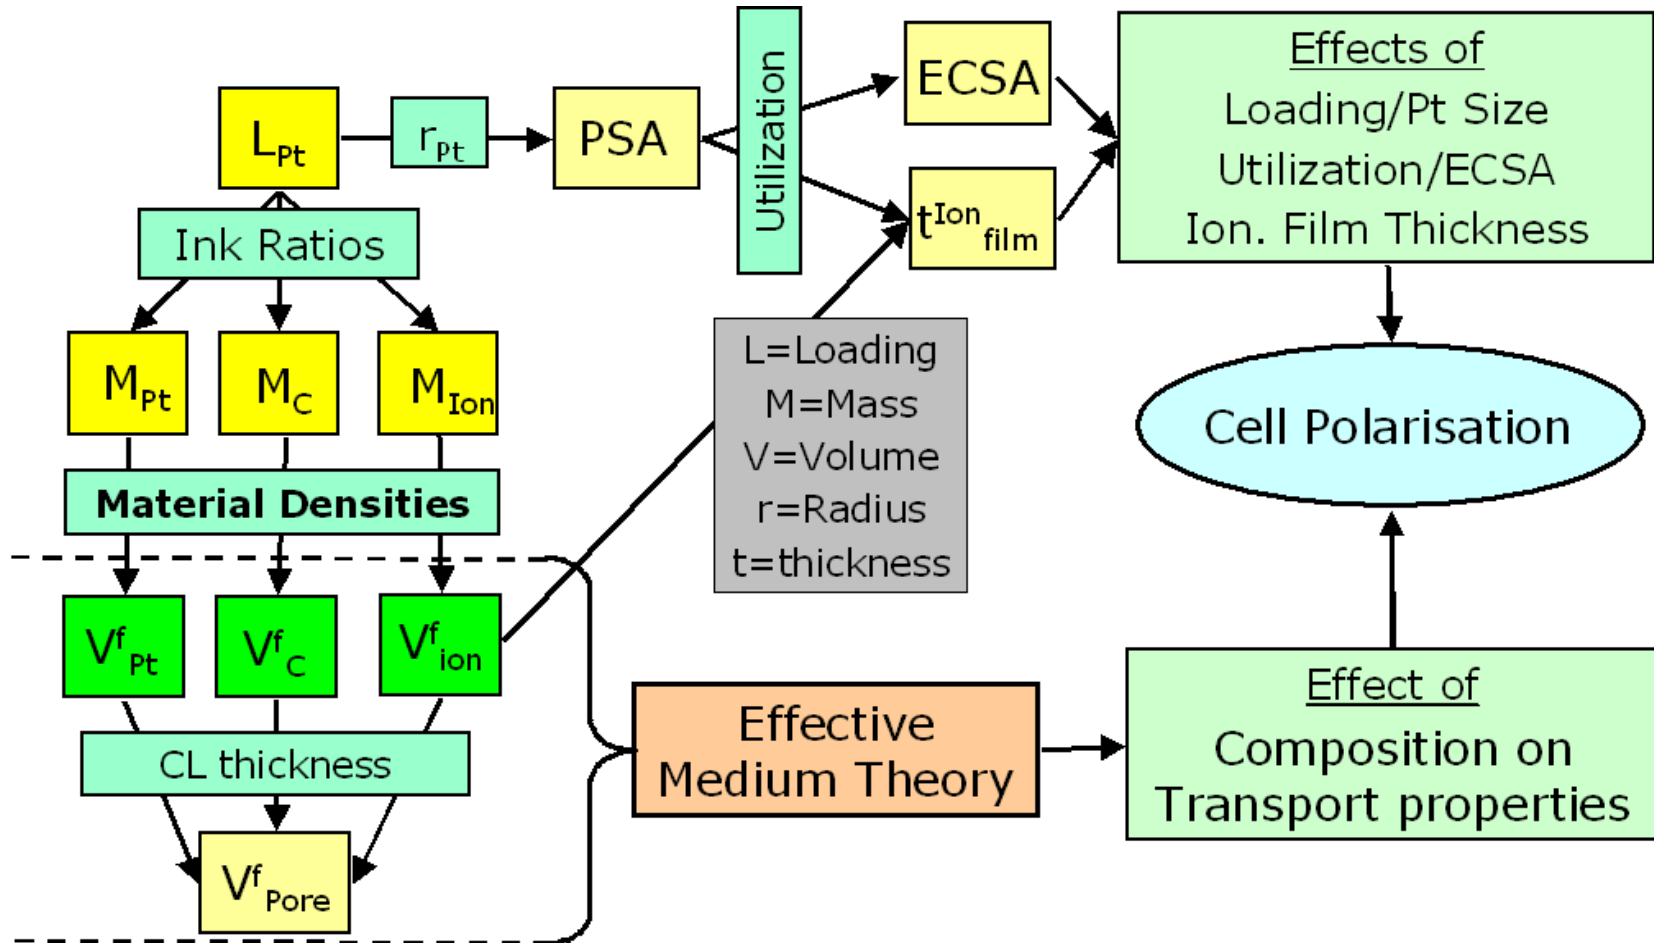 L_Pt
r_Pt
PSA
Utilization
ECSA
t^Ion_film
Effects of
Loading/Pt Size
Utilization/ECSA
Ion. Film Thickness
Ink Ratios
M_Pt
M_C
M_Ion
L=Loading
M=Mass
V=Volume
r=Radius
t=thickness
Cell Polarisation
Material Densities
V^f_Pt
V^f_C
V^f_ion
CL thickness
V^f_Pore
Effective
Medium Theory
Effect of
Composition on
Transport properties